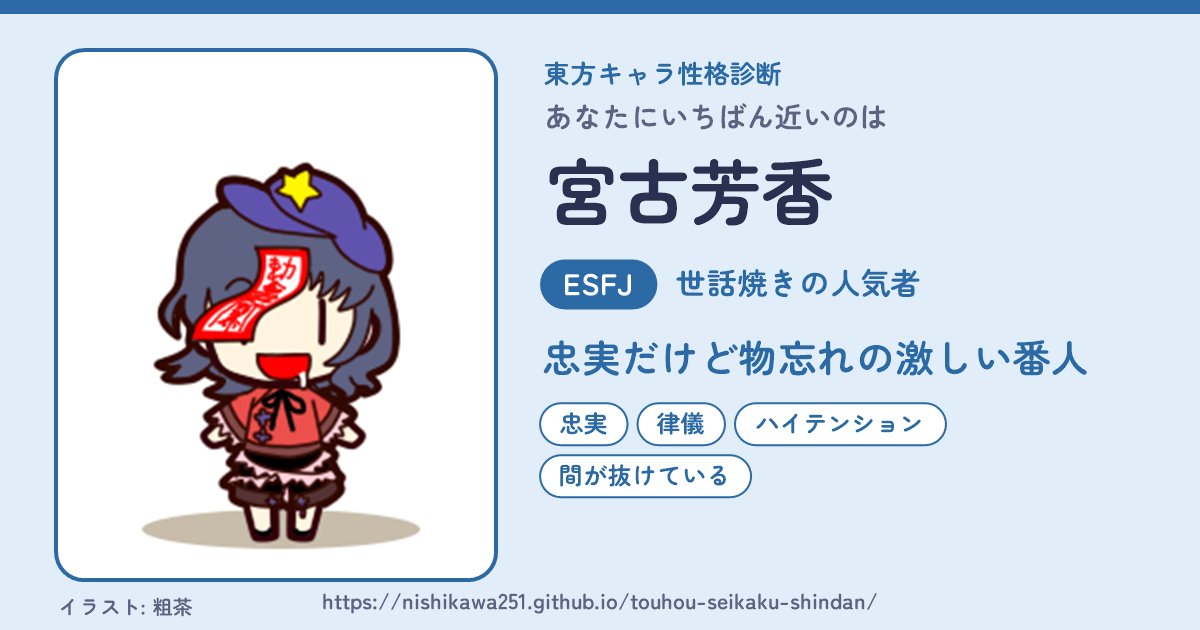 東方キャラ性格診断
あなたにいちばん近いのは
宮古芳香
ESFJ 世話焼きの人気者
忠実だけど物忘れの激しい番人
忠実 律儀 ハイテンション
間が抜けている
イラスト: 粗茶
https://nishikawa251.github.io/touhou-seikaku-shindan/